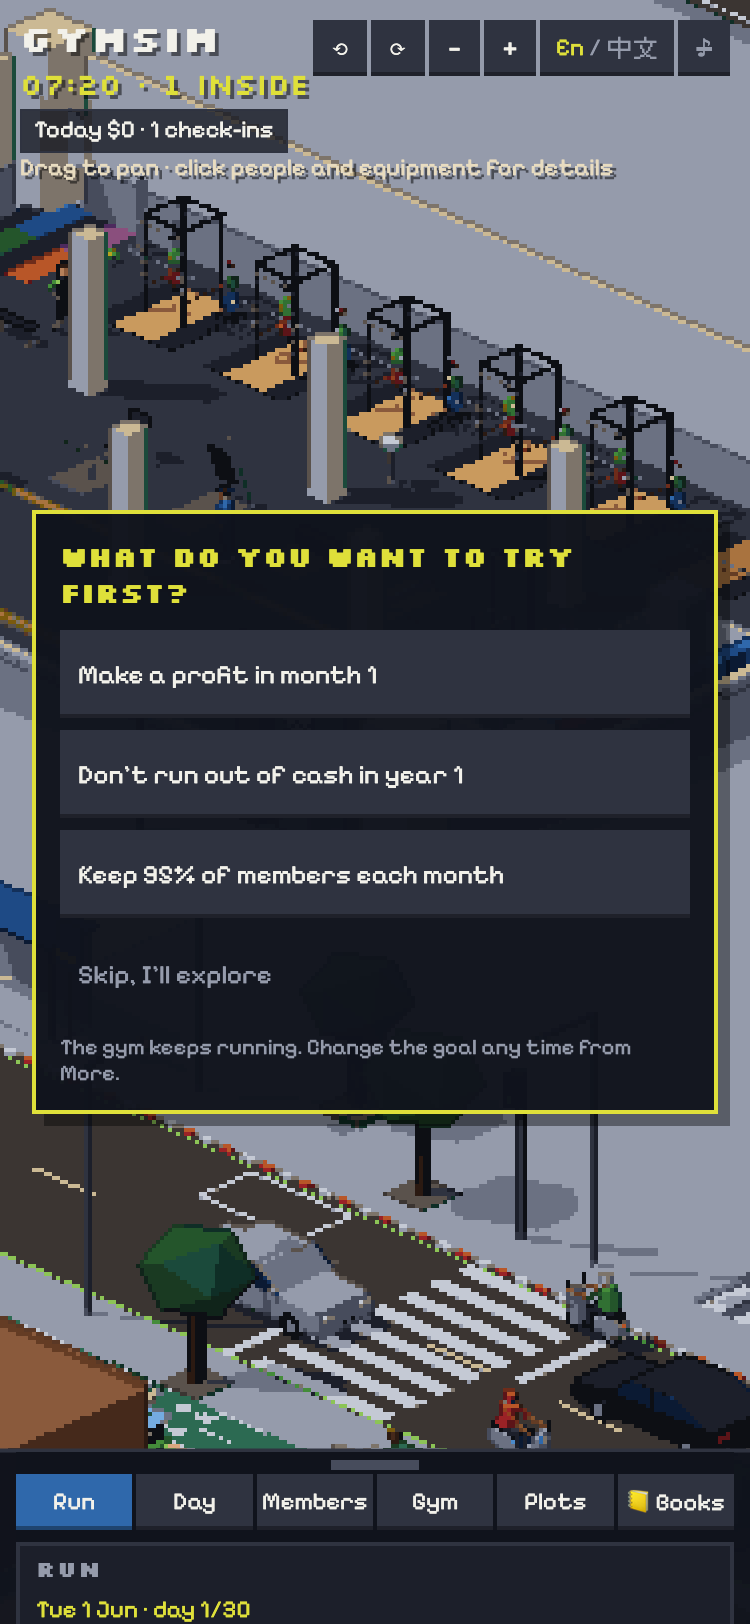 GYMSIM
⟲
⟳
-
+
En / 中文
07:20 · 1 INSIDE
Today $0 · 1 check-ins
Drag to pan · click people and equipment for details
WHAT DO YOU WANT TO TRY
FIRST?
Make a profit in month 1
Don't run out of cash in year 1
Keep 98% of members each month
Skip, I'll explore
The gym keeps running. Change the goal any time from
More.
Run
Day
Members
Gym
Plots
Books
RUN
Tue 1 Jun · day 1/30